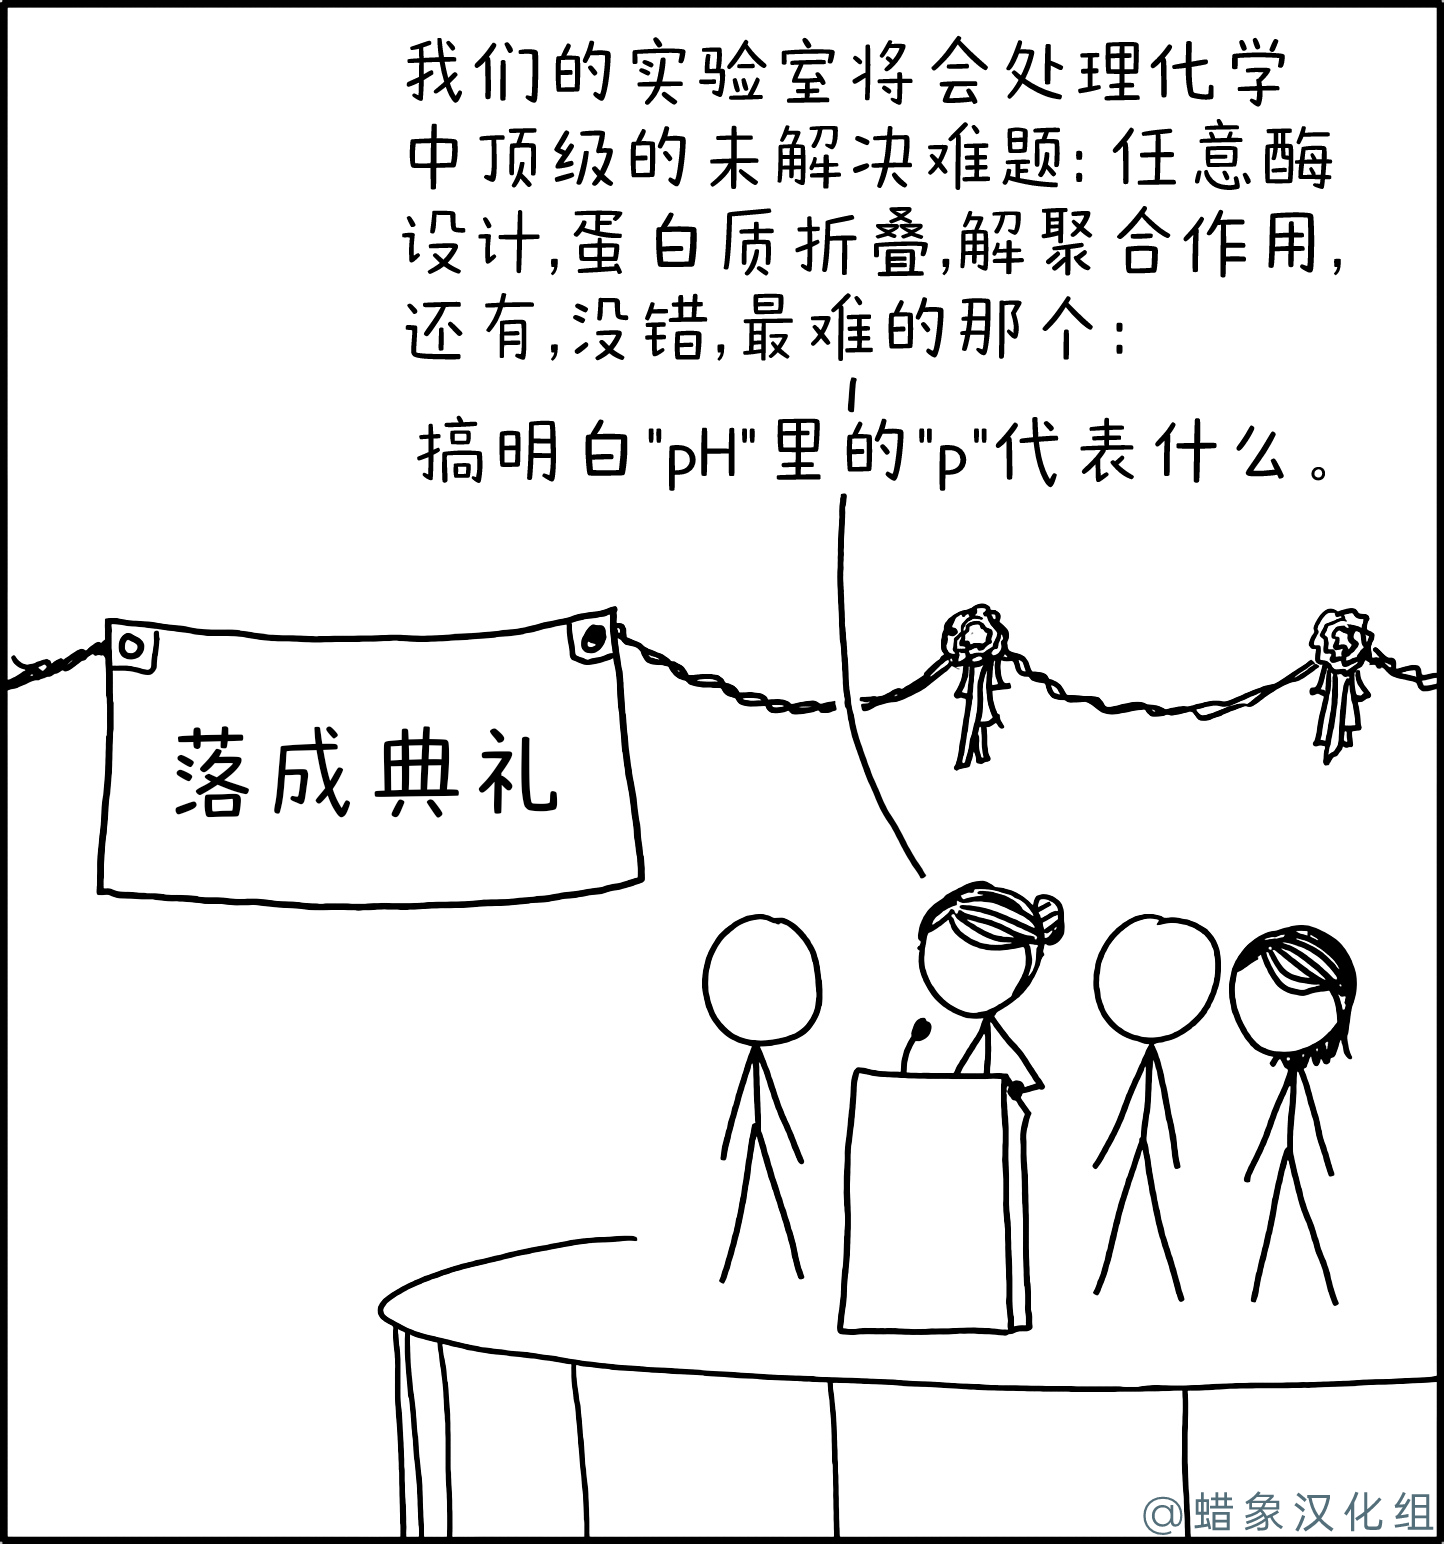 我们的实验室将会处理化学
中顶级的未解决难题: 任意酶
设计,蛋白质折叠,解聚合作用,
还有,没错,最难的那个:
搞明白"pH"里的"p"代表什么。
落成典礼
@蜡象汉化组